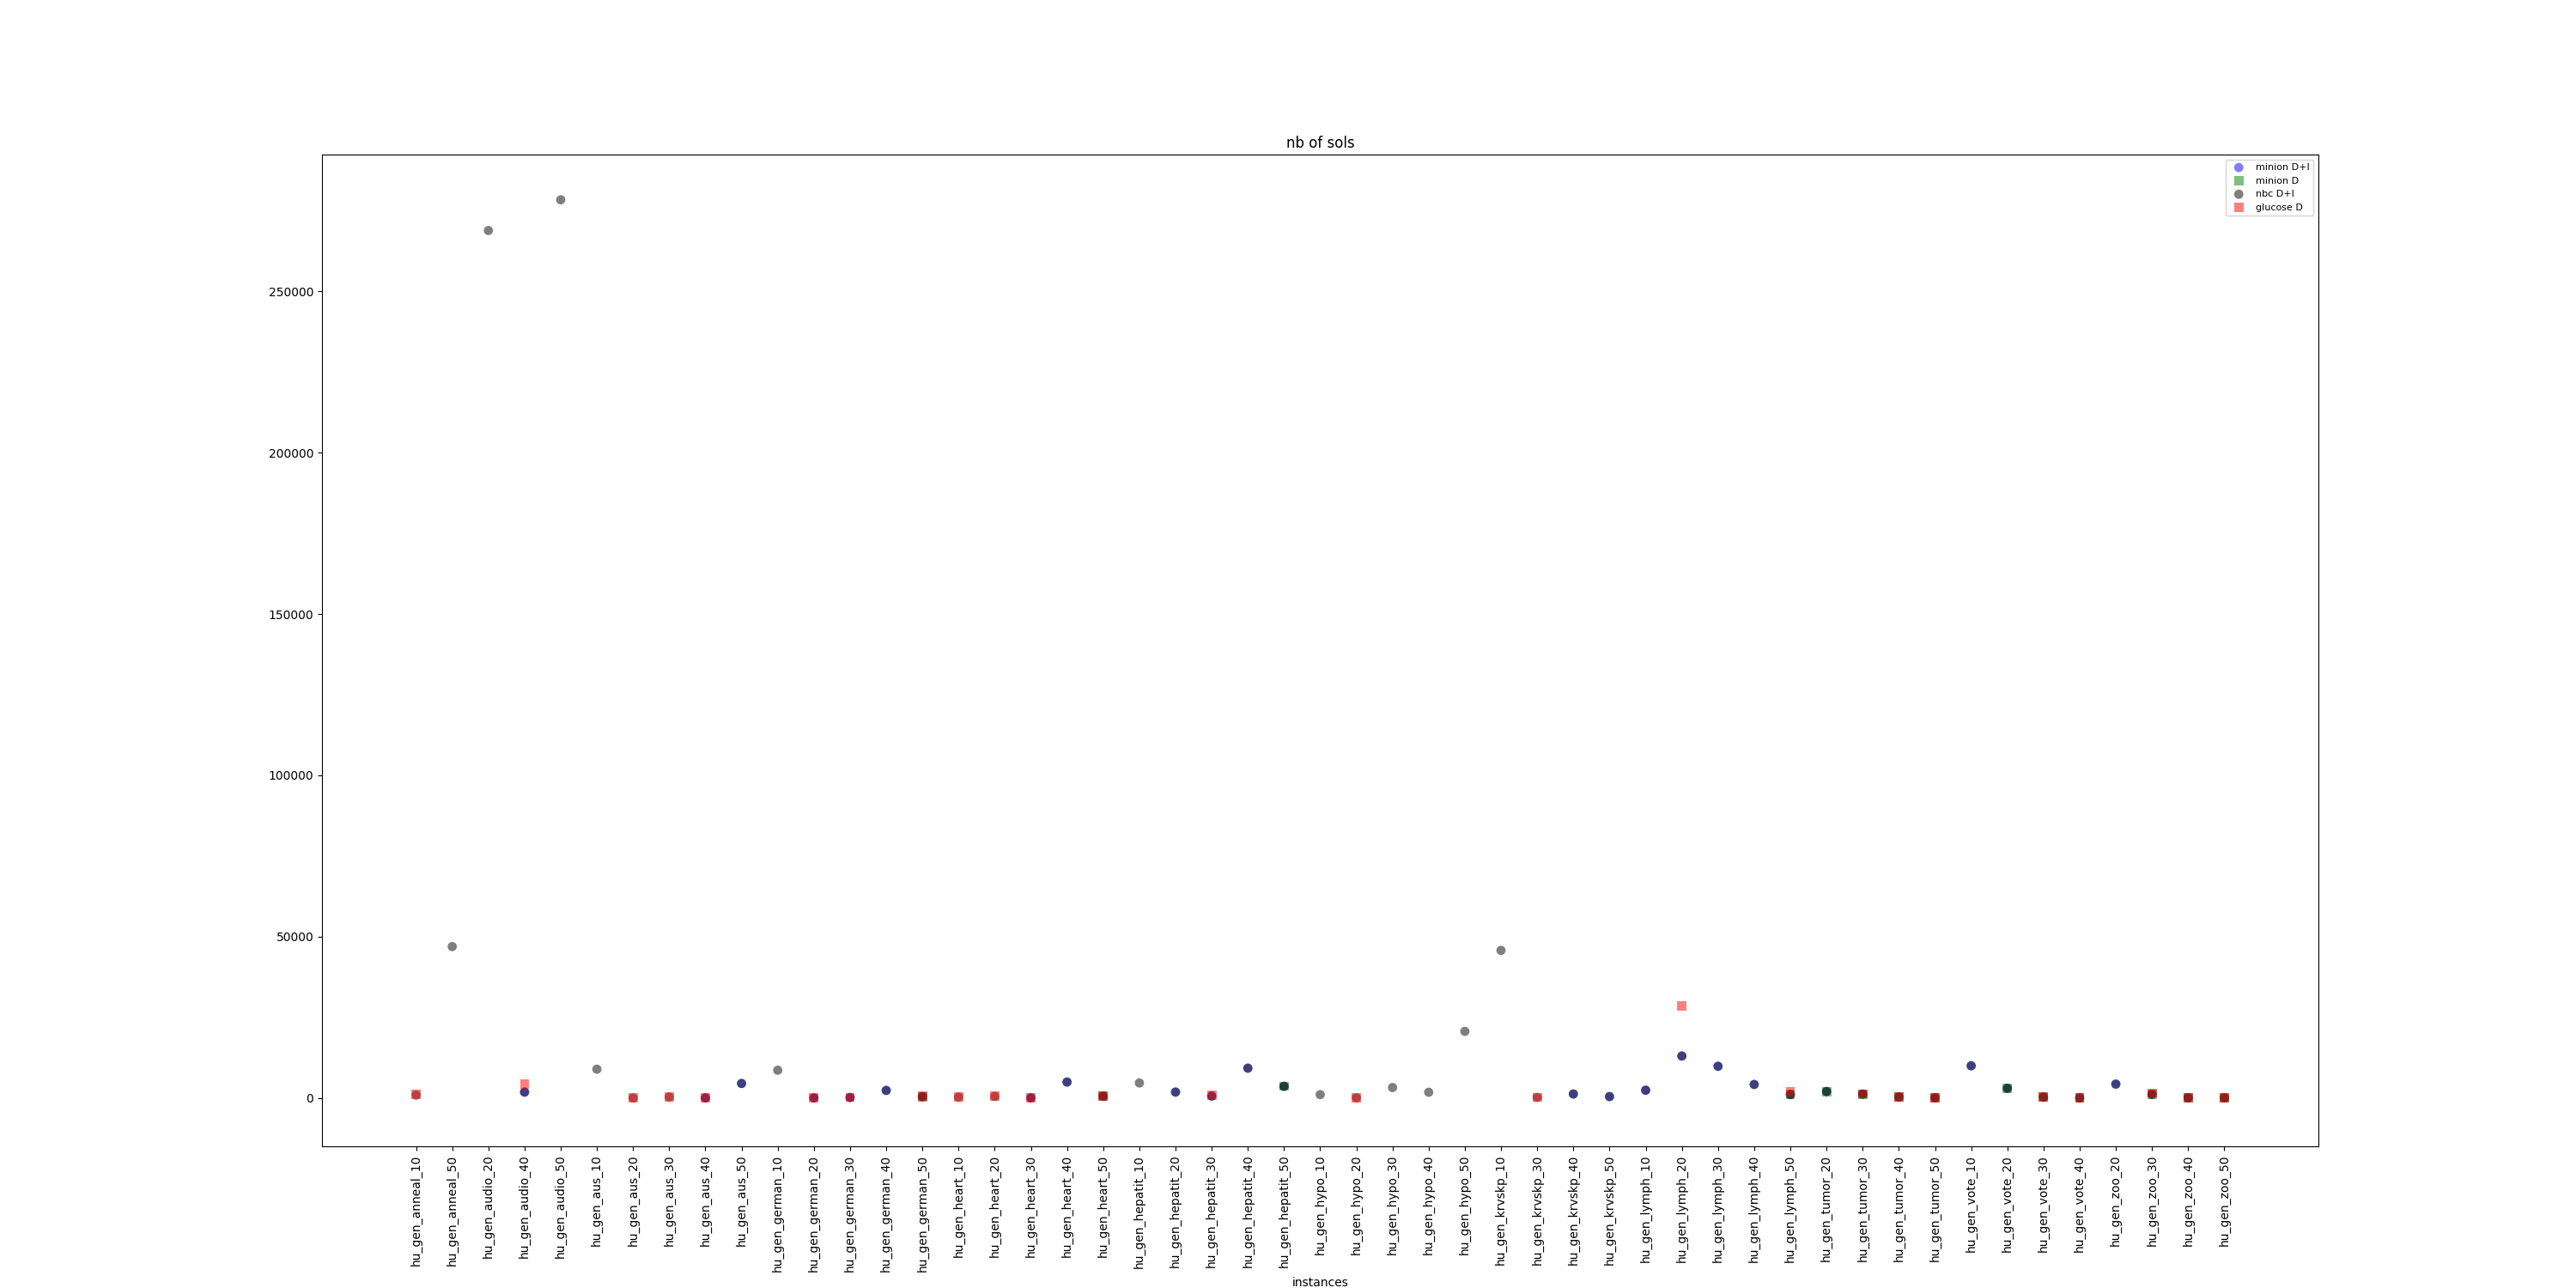 nb of sols
minion D+I
minion D
nbc D+I
glucose D
250000
200000
150000
100000
50000
0
hu_gen_anneal_10
hu_gen_anneal_50
hu_gen_audio_20
hu_gen_audio_40
hu_gen_audio_50
hu_gen_aus_10
hu_gen_aus_20
hu_gen_aus_30
hu_gen_aus_40
hu_gen_aus_50
hu_gen_german_10
hu_gen_german_20
hu_gen_german_30
hu_gen_german_40
hu_gen_german_50
hu_gen_heart_10
hu_gen_heart_20
hu_gen_heart_30
hu_gen_heart_40
hu_gen_heart_50
hu_gen_hepatit_10
hu_gen_hepatit_20
hu_gen_hepatit_30
hu_gen_hepatit_40
hu_gen_hepatit_50
hu_gen_hypo_10
hu_gen_hypo_20
hu_gen_hypo_30
hu_gen_hypo_40
hu_gen_hypo_50
hu_gen_krvskp_10
hu_gen_krvskp_30
hu_gen_krvskp_40
hu_gen_krvskp_50
hu_gen_lymph_10
hu_gen_lymph_20
hu_gen_lymph_30
hu_gen_lymph_40
hu_gen_lymph_50
hu_gen_tumor_20
hu_gen_tumor_30
hu_gen_tumor_40
hu_gen_tumor_50
hu_gen_vote_10
hu_gen_vote_20
hu_gen_vote_30
hu_gen_vote_40
hu_gen_zoo_20
hu_gen_zoo_30
hu_gen_zoo_40
hu_gen_zoo_50
instances